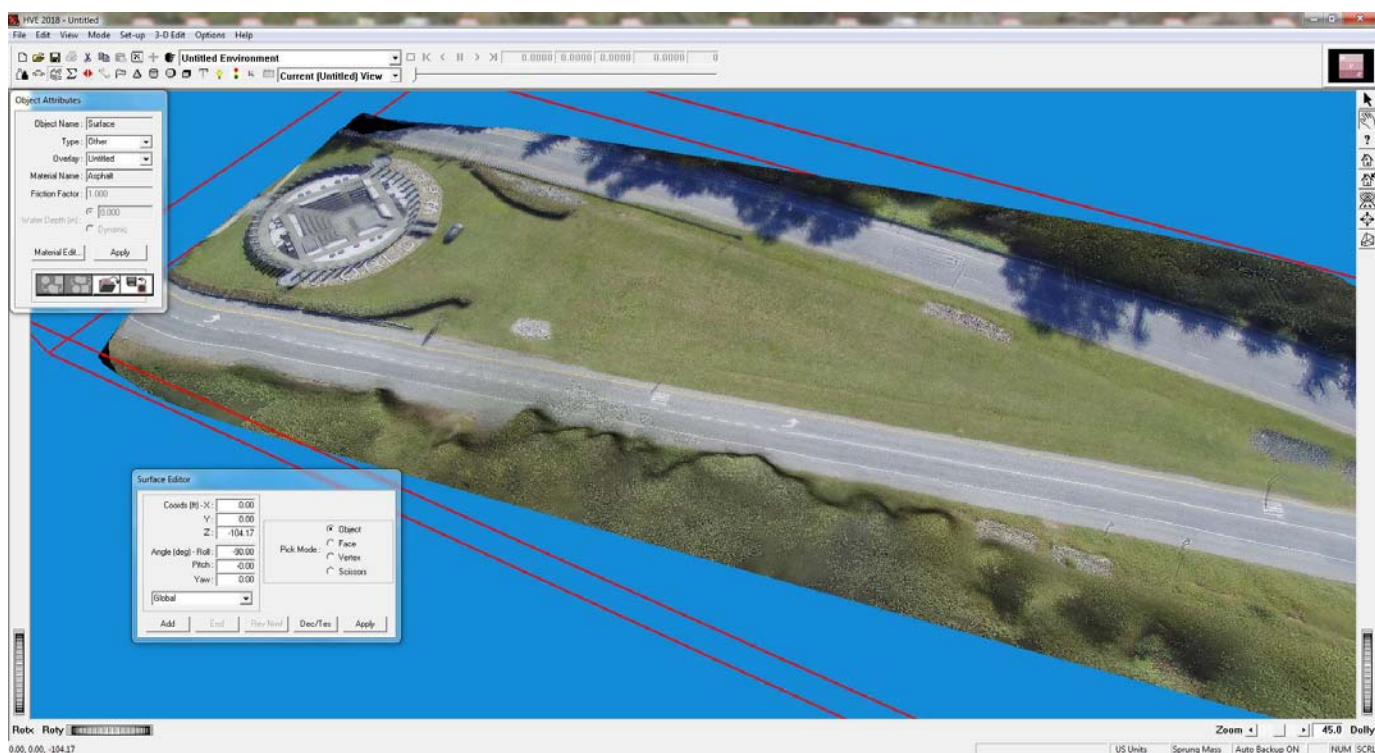 HVE 2018 - Untitled
File Edit View Mode Set-up 3-D Edit Options Help
Untitled Environment
0.0000 0.0000 0.0000 0.0000 0
Current (Untitled) View
Object Attributes
Object Name: Surface
Type: Other
Overlay: Untitled
Material Name: Asphalt
Friction Factor: 1.000
Water Depth (in): 0.000
Dynamic
Material Edit... Apply
Surface Editor
Coords (ft) - X: 0.00
Y: 0.00
Z: -104.17
Angle (deg) - Roll: -90.00
Pitch: -0.00
Yaw: 0.00
Global
Pick Mode: Object
Face
Vertex
Scissors
Add End Rev Nrml Dec/Tes Apply
Rotx Roty
Zoom 45.0 Dolly
0.00, 0.00, -104.17
US Units Sprung Mass Auto Backup ON NUM SCRL